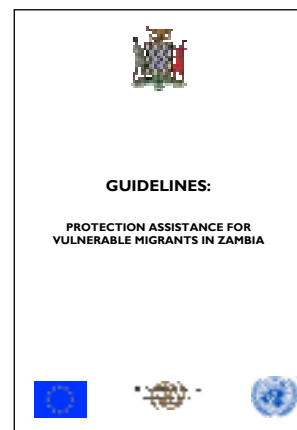 GUIDELINES:
PROTECTION ASSISTANCE FOR
VULNERABLE MIGRANTS IN ZAMBIA